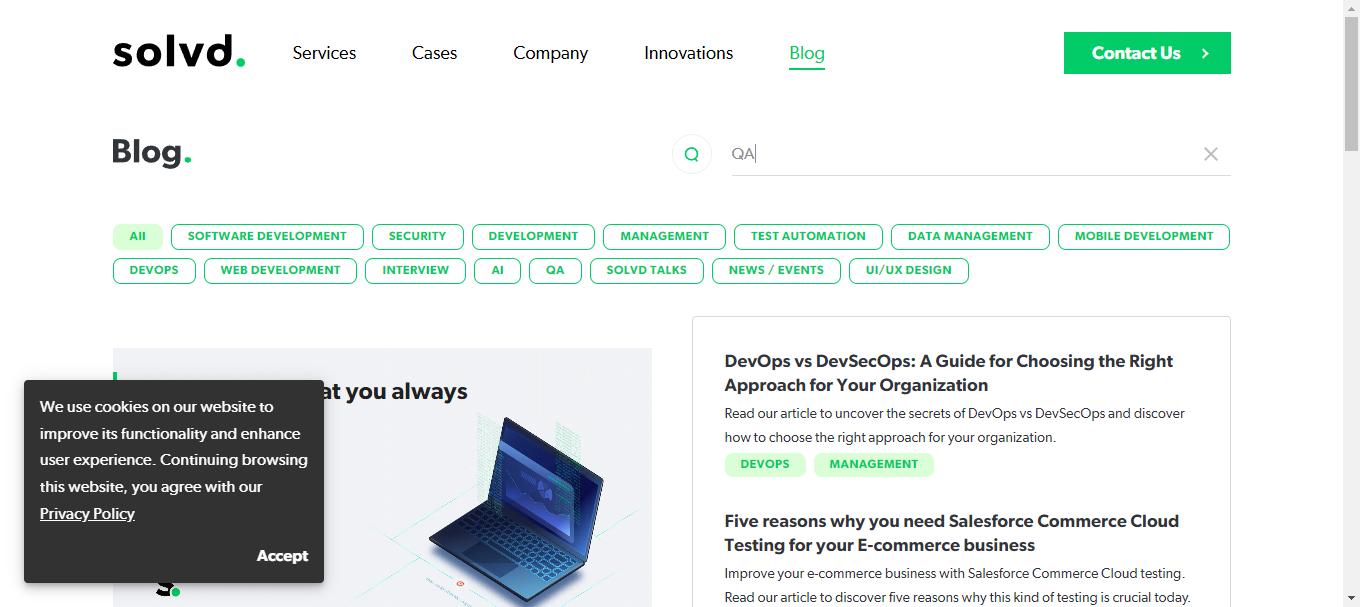 solvd.
Services
Cases
Company
Innovations
Blog
Contact Us
Blog.
QA
All
SOFTWARE DEVELOPMENT
SECURITY
DEVELOPMENT
MANAGEMENT
TEST AUTOMATION
DATA MANAGEMENT
MOBILE DEVELOPMENT
DEVOPS
WEB DEVELOPMENT
INTERVIEW
AI
QA
SOLVD TALKS
NEWS / EVENTS
UI/UX DESIGN
at you always
We use cookies on our website to
improve its functionality and enhance
user experience. Continuing browsing
this website, you agree with our
Privacy Policy
Accept
s.
DevOps vs DevSecOps: A Guide for Choosing the Right
Approach for Your Organization
Read our article to uncover the secrets of DevOps vs DevSecOps and discover
how to choose the right approach for your organization.
DEVOPS
MANAGEMENT
Five reasons why you need Salesforce Commerce Cloud
Testing for your E-commerce business
Improve your e-commerce business with Salesforce Commerce Cloud testing.
Read our article to discover five reasons why this kind of testing is crucial today.